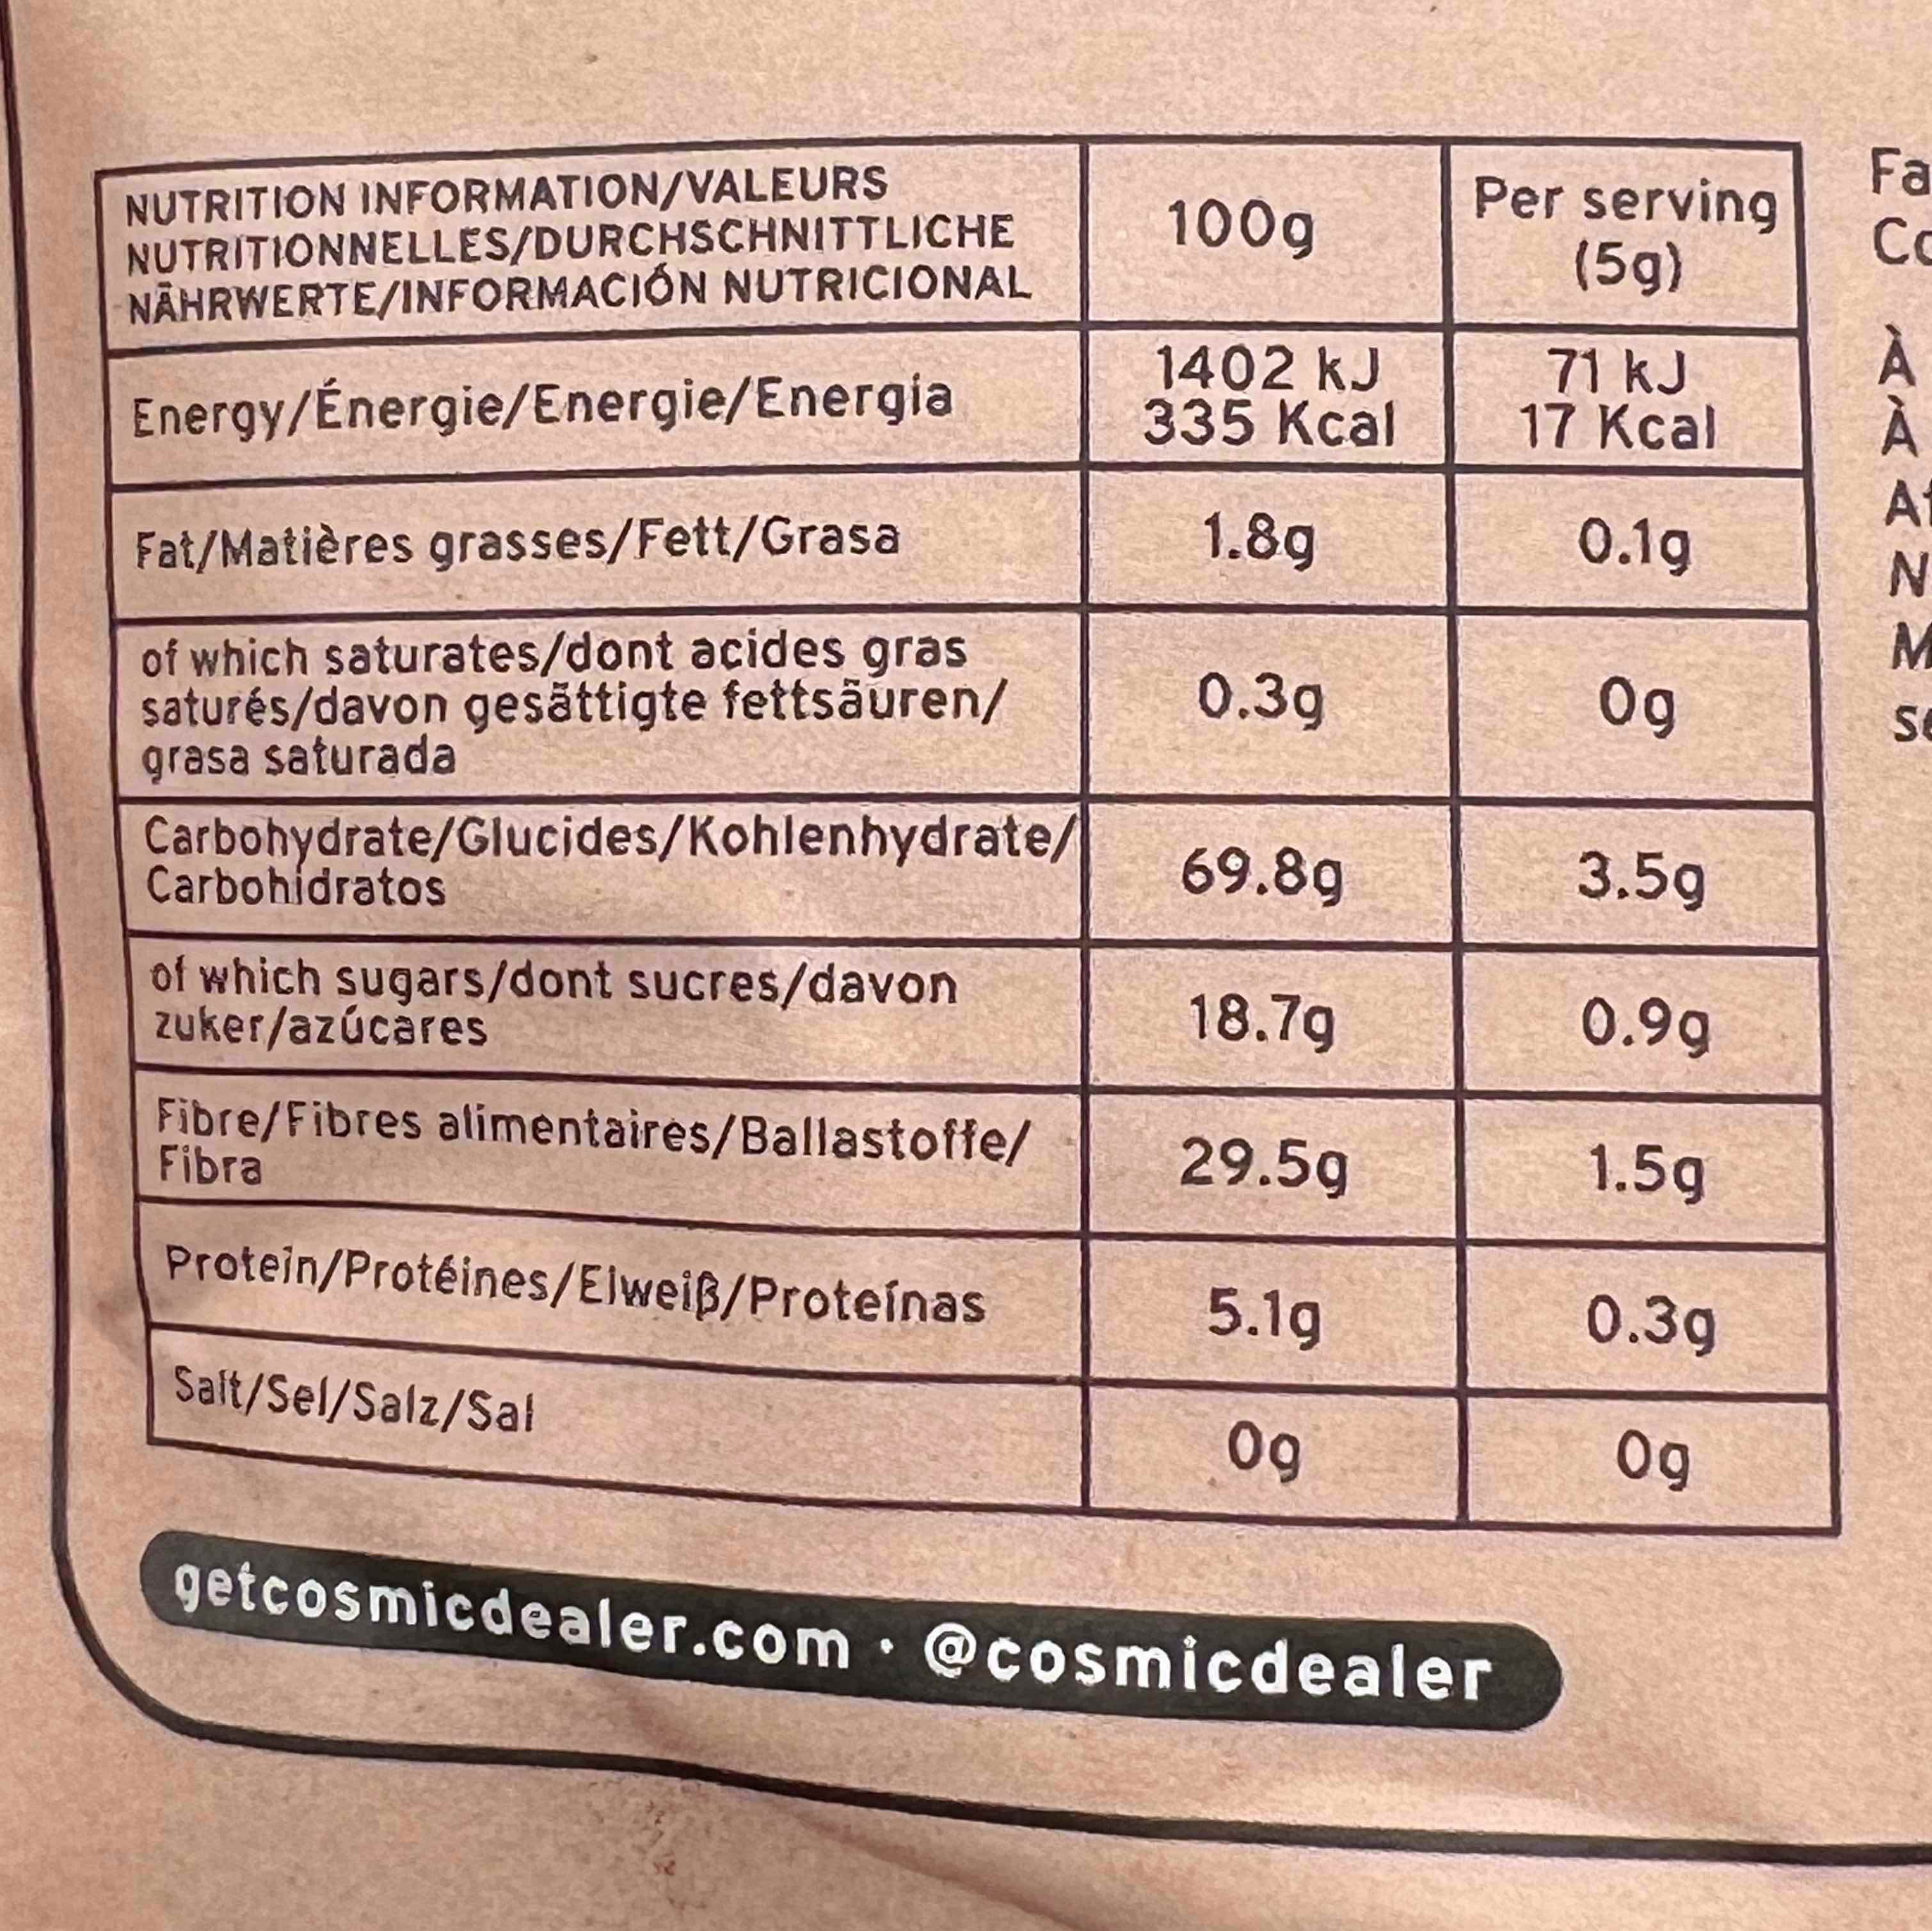 NUTRITION INFORMATION/VALEURS
NUTRITIONNELLES/DURCHSCHNITTLICHE
NÄHRWERTE/INFORMACIÓN NUTRICIONAL
100g
Per serving
(5g)
Energy/Énergie/Energie/Energía
1402 kJ
335 Kcal
71 kJ
17 Kcal
Fat/Matières grasses/Fett/Grasa
1.8g
0.1g
of which saturates/dont acides gras
saturés/davon gesättigte fettsäuren/
grasa saturada
0.3g
0g
Carbohydrate/Glucides/Kohlenhydrate/
Carbohidratos
69.8g
3.5g
of which sugars/dont sucres/davon
zuker/azúcares
18.7g
0.9g
Fibre/Fibres alimentaires/Ballastoffe/
Fibra
29.5g
1.5g
Protein/Protéines/Eiweiß/Proteínas
5.1g
0.3g
Salt/Sel/Salz/Sal
0g
0g
getcosmicdealer.com · @cosmicdealer
À
À